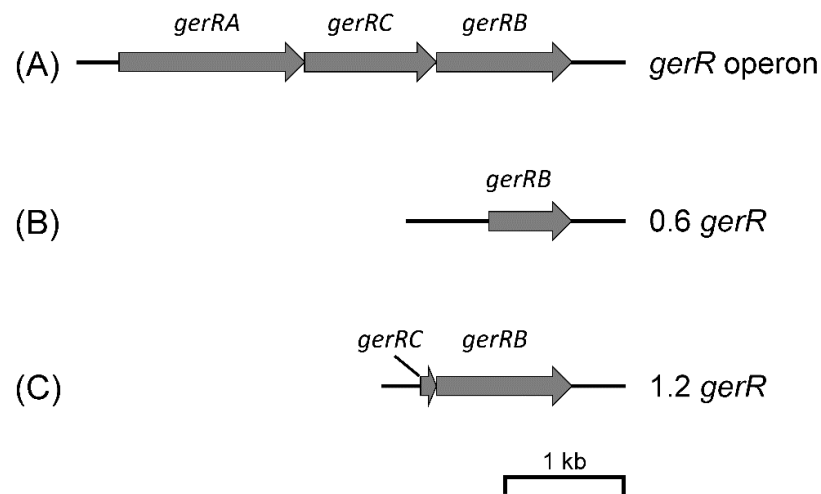 gerRA gerRC gerRB
(A) gerR operon
gerRB
(B) 0.6 gerR
gerRC gerRB
(C) 1.2 gerR
1 kb